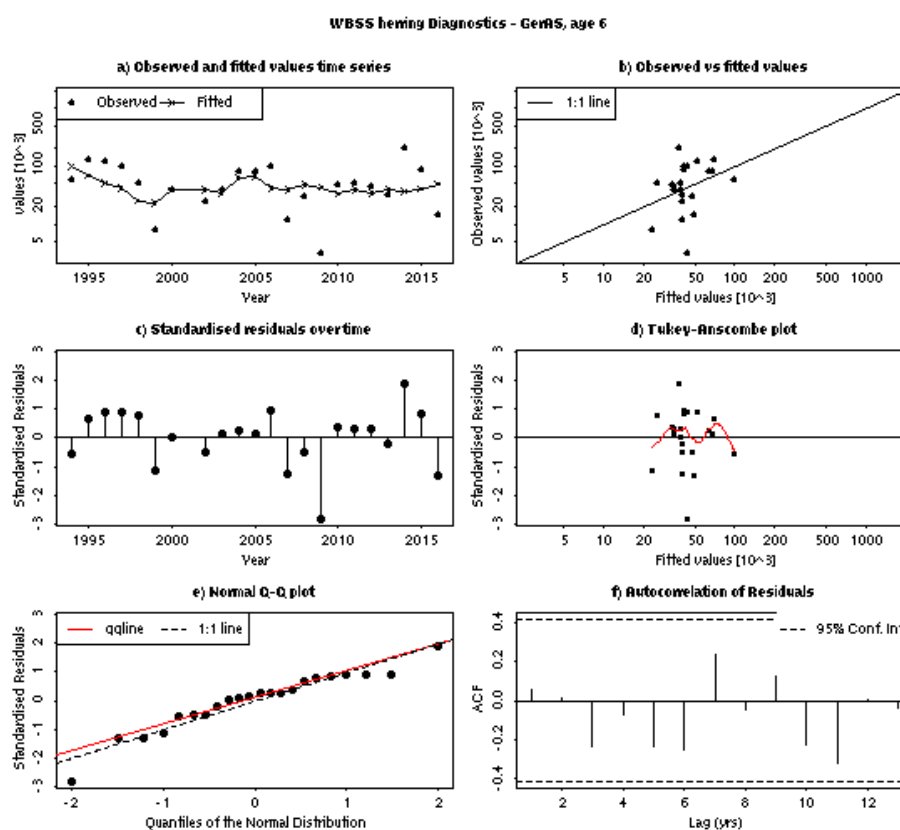 WBSS herring Diagnostics - GerAS, age 6
a) Observed and fitted values time series
Observed Fitted
values [10^3]
5 20 100 500
1995 2000 2005 2010 2015
Year
b) Observed vs fitted values
1:1 line
Observed values [10^3]
5 20 100 500
5 10 20 50 100 200 500 1000
Fitted values [10^3]
c) Standardised residuals over time
Standardised Residuals
-3 -2 -1 0 1 2 3
1995 2000 2005 2010 2015
Year
d) Tukey-Anscombe plot
Standardised Residuals
-3 -2 -1 0 1 2 3
5 10 20 50 100 200 500 1000
Fitted values [10^3]
e) Normal Q-Q plot
qqline 1:1 line
Standardised Residuals
-3 -2 -1 0 1 2 3
-2 -1 0 1 2
Quantiles of the Normal Distribution
f) Autocorrelation of Residuals
95% Conf. Int
ACF
-0.4 -0.2 0.0 0.2 0.4
2 4 6 8 10 12
Lag (yrs)